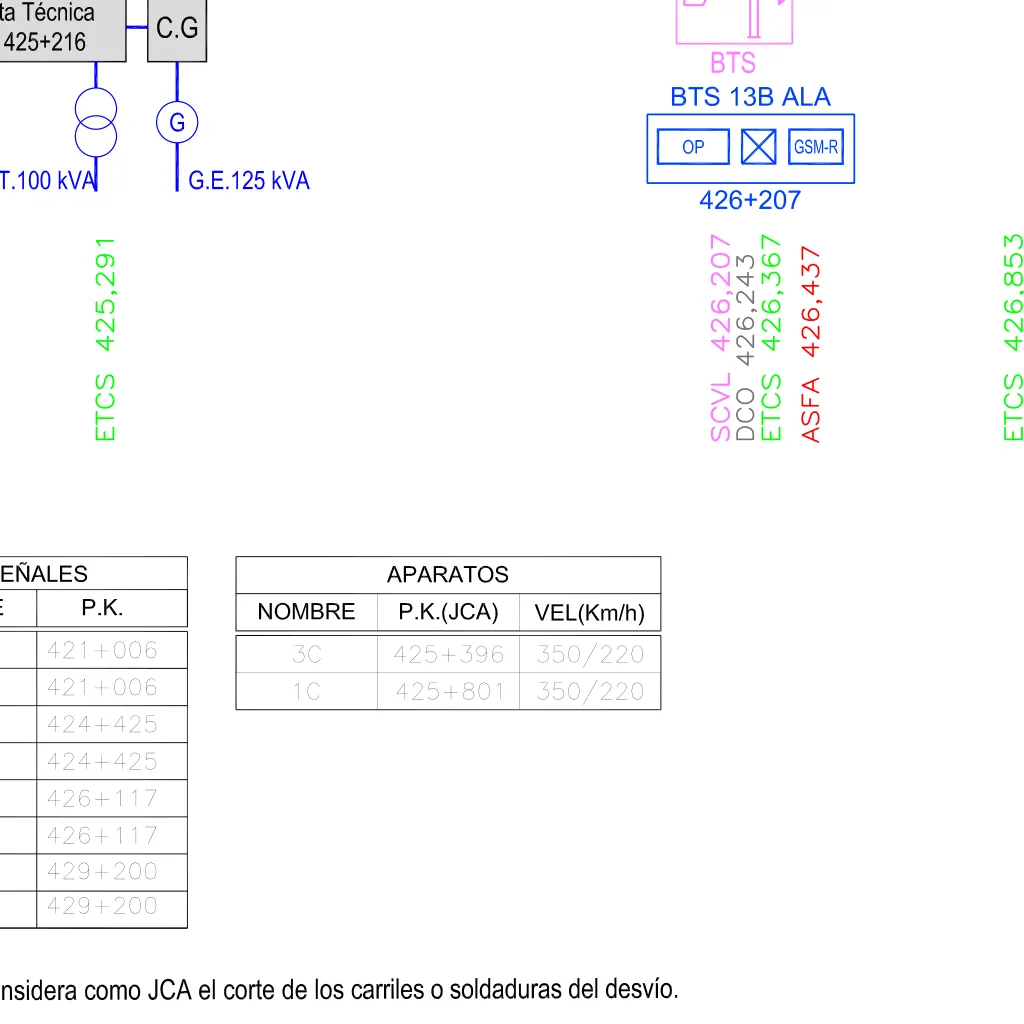 ta Técnica
425+216
C.G
BTS
BTS 13B ALA
G
OP
GSM-R
T.100 kVA
G.E.125 kVA
426+207
ETCS 425,291
SCVL 426,207
DCO 426,243
ETCS 426,367
ASFA 426,437
ETCS 426,853
EÑALES
E P.K.
421+006
421+006
424+425
424+425
426+117
426+117
429+200
429+200
APARATOS
NOMBRE P.K.(JCA) VEL(Km/h)
3C 425+396 350/220
1C 425+801 350/220
nsidera como JCA el corte de los carriles o soldaduras del desvío.